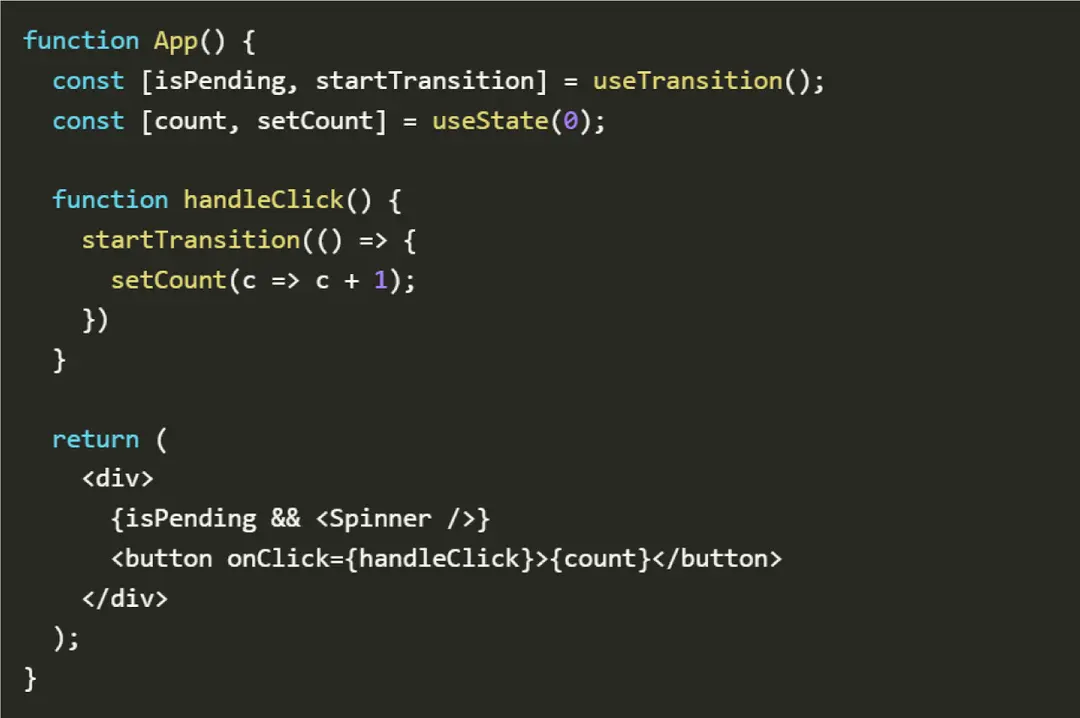 function App() {
  const [isPending, startTransition] = useTransition();
  const [count, setCount] = useState(0);

  function handleClick() {
    startTransition(() => {
      setCount(c => c + 1);
    })
  }

  return (
    <div>
      {isPending && <Spinner />}
      <button onClick={handleClick}>{count}</button>
    </div>
  );
}